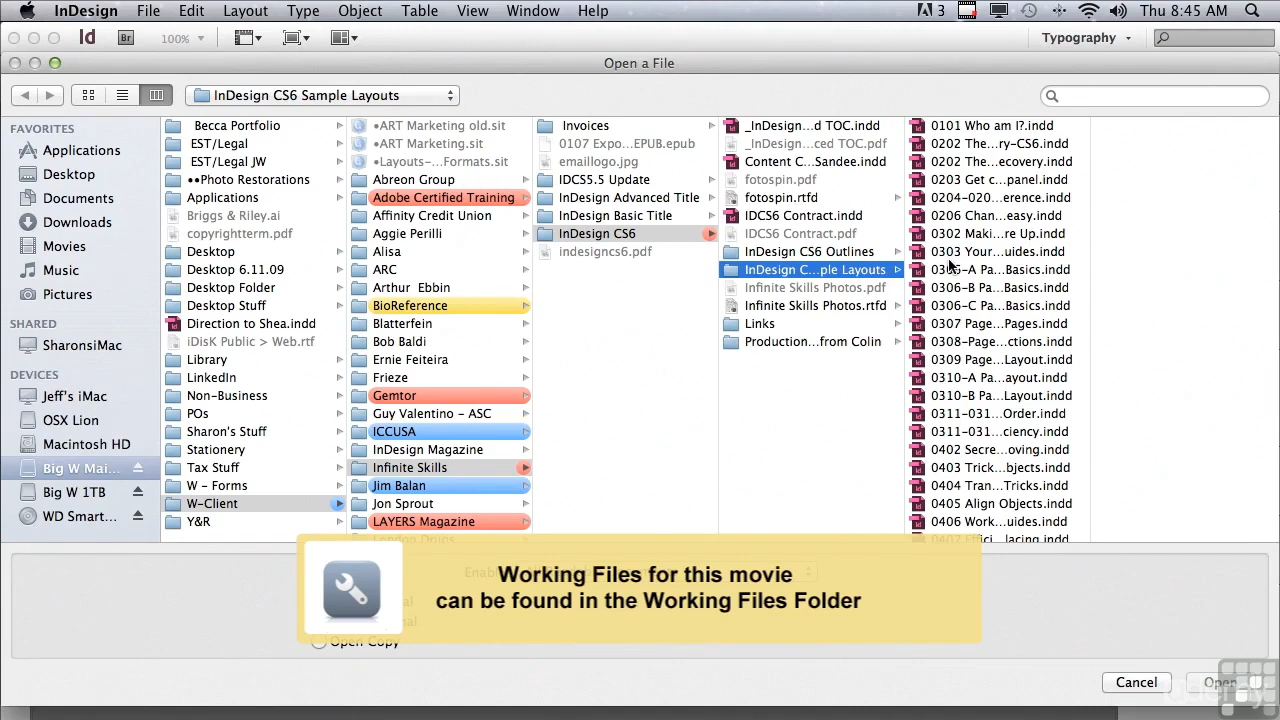 InDesign File Edit Layout Type Object Table View Window Help 3 Thu 8:45 AM
Id Br 100% Typography
Open a File
InDesign CS6 Sample Layouts
FAVORITES
Applications
Desktop
Documents
Downloads
Movies
Music
Pictures
SHARED
SharonsiMac
DEVICES
Jeff's iMac
OSX Lion
Macintosh HD
Big W Mai...
Big W 1TB
WD Smart...
Becca Portfolio
EST/Legal
EST/Legal JW
••Photo Restorations
Applications
Briggs & Riley.ai
copyrightterm.pdf
Desktop
Desktop 6.11.09
Desktop Folder
Desktop Stuff
Direction to Shea.indd
iDisK Public > Web.rtf
Library
LinkedIn
Non-Business
POs
Sharon's Stuff
Stationery
Tax Stuff
W - Forms
W-Client
Y&R
•ART Marketing old.sit
•ART Marketing.sit
•Layouts-...Formats.sit
Abreon Group
Adobe Certified Training
Affinity Credit Union
Aggie Perilli
Alisa
ARC
Arthur Ebbin
BioReference
Blatterfein
Bob Baldi
Ernie Feiteira
Frieze
Gemtor
Guy Valentino - ASC
ICCUSA
InDesign Magazine
Infinite Skills
Jim Balan
Jon Sprout
LAYERS Magazine
Invoices
0107 Expo...EPUB.epub
emaillogo.jpg
IDCS5.5 Update
InDesign Advanced Title
InDesign Basic Title
InDesign CS6
indesigncs6.pdf
_InDesign...d TOC.indd
_InDesign...ced TOC.pdf
Content C...Sandee.indd
fotospin.pdf
fotospin.rtfd
IDCS6 Contract.indd
IDCS6 Contract.pdf
InDesign CS6 Outlines
InDesign C...ple Layouts
Infinite Skills Photos.pdf
Infinite Skills Photos.rtfd
Links
Production...from Colin
0101 Who am I?.indd
0202 The...ry-CS6.indd
0202 The...ecovery.indd
0203 Get c...panel.indd
0204-020...erence.indd
0206 Chan...easy.indd
0302 Maki...re Up.indd
0303 Your...uides.indd
0306-A Pa...Basics.indd
0306-B Pa...Basics.indd
0306-C Pa...Basics.indd
0307 Page...Pages.indd
0308-Page...ctions.indd
0309 Page...Layout.indd
0310-A Pa...ayout.indd
0310-B Pa...Layout.indd
0311-031...Order.indd
0311-031...ciency.indd
0402 Secre...oving.indd
0403 Trick...bjects.indd
0404 Tran...Tricks.indd
0405 Align Objects.indd
0406 Work...uides.indd
0407 Effici...lacing.indd
Working Files for this movie
can be found in the Working Files Folder
Open Copy
Cancel
Open